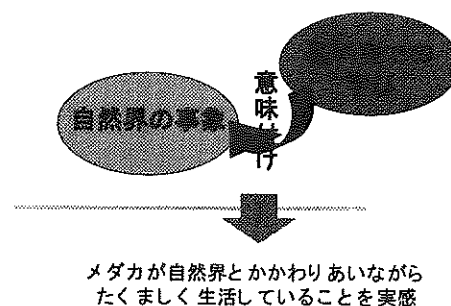 自然界の事象
意味付け
メダカが自然界とかかわりあいながら
たくましく生活していることを実感